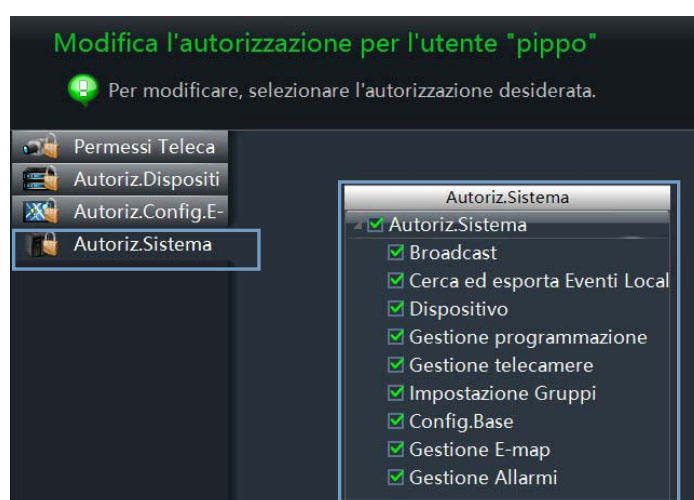 Modifica l'autorizzazione per l'utente "pippo"
Per modificare, selezionare l'autorizzazione desiderata.
Permessi Teleca
Autoriz.Dispositi
Autoriz.Config.E-
Autoriz.Sistema
Autoriz.Sistema
Autoriz.Sistema
Broadcast
Cerca ed esporta Eventi Local
Dispositivo
Gestione programmazione
Gestione telecamere
Impostazione Gruppi
Config.Base
Gestione E-map
Gestione Allarmi